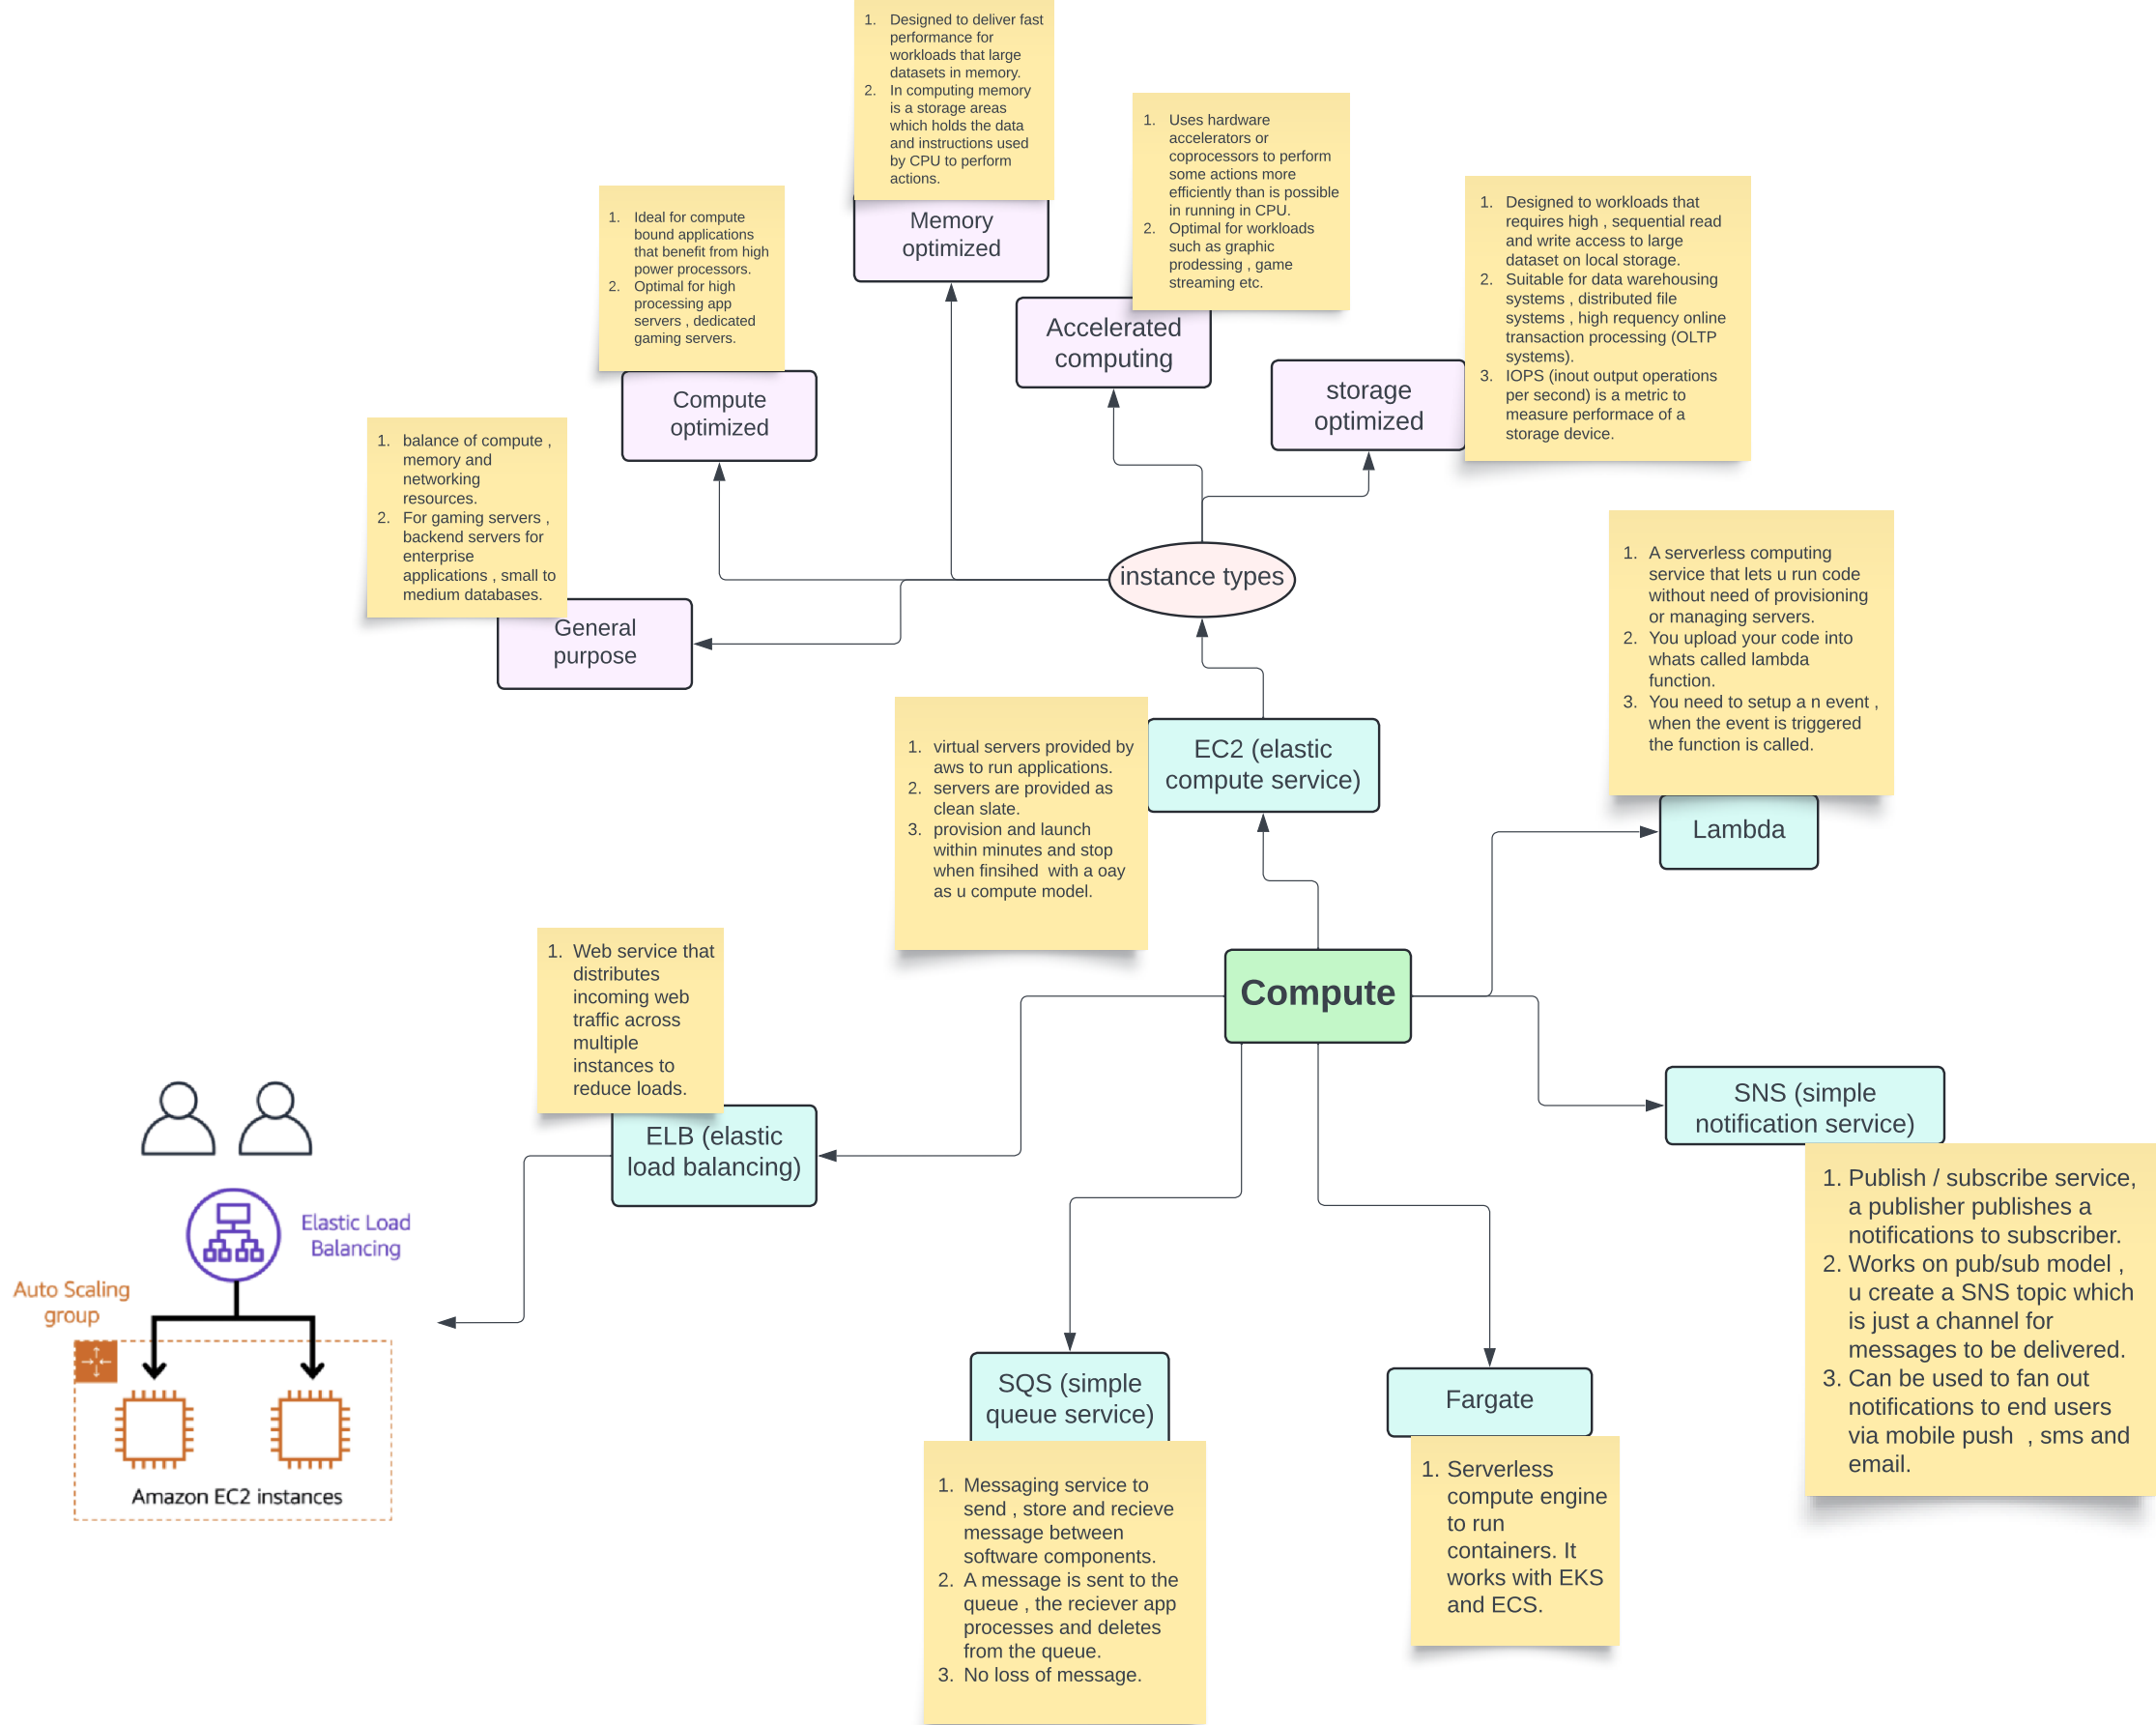 1. Designed to deliver fast
performance for
workloads that large
datasets in memory.
2. In computing memory
is a storage areas
which holds the data
and instructions used
by CPU to perform
actions.
Memory
optimized
1. Uses hardware
accelerators or
coprocessors to perform
some actions more
efficiently than is possible
in running in CPU.
2. Optimal for workloads
such as graphic
prodessing , game
streaming etc.
Accelerated
computing
1. Designed to workloads that
requires high , sequential read
and write access to large
dataset on local storage.
2. Suitable for data warehousing
systems , distributed file
systems , high requency online
transaction processing (OLTP
systems).
3. IOPS (inout output operations
per second) is a metric to
measure performace of a
storage device.
storage
optimized
1. Ideal for compute
bound applications
that benefit from high
power processors.
2. Optimal for high
processing app
servers , dedicated
gaming servers.
Compute
optimized
1. balance of compute ,
memory and
networking
resources.
2. For gaming servers ,
backend servers for
enterprise
applications , small to
medium databases.
General
purpose
instance types
1. A serverless computing
service that lets u run code
without need of provisioning
or managing servers.
2. You upload your code into
whats called lambda
function.
3. You need to setup a n event ,
when the event is triggered
the function is called.
Lambda
1. virtual servers provided by
aws to run applications.
2. servers are provided as
clean slate.
3. provision and launch
within minutes and stop
when finsihed  with a oay
as u compute model.
EC2 (elastic
compute service)
Compute
1. Web service that
distributes
incoming web
traffic across
multiple
instances to
reduce loads.
ELB (elastic
load balancing)
Elastic Load
Balancing
Auto Scaling
group
Amazon EC2 instances
SNS (simple
notification service)
1. Publish / subscribe service,
a publisher publishes a
notifications to subscriber.
2. Works on pub/sub model ,
u create a SNS topic which
is just a channel for
messages to be delivered.
3. Can be used to fan out
notifications to end users
via mobile push  , sms and
email.
SQS (simple
queue service)
1. Messaging service to
send , store and recieve
message between
software components.
2. A message is sent to the
queue , the reciever app
processes and deletes
from the queue.
3. No loss of message.
Fargate
1. Serverless
compute engine
to run
containers. It
works with EKS
and ECS.